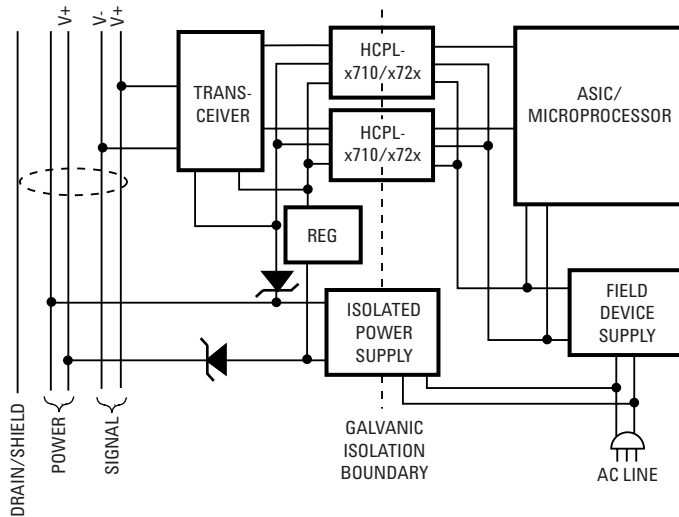 V+
V-
V+
TRANS-
CEIVER
HCPL-
x710/x72x
HCPL-
x710/x72x
ASIC/
MICROPROCESSOR
REG
ISOLATED
POWER
SUPPLY
FIELD
DEVICE
SUPPLY
DRAIN/SHIELD
POWER
SIGNAL
GALVANIC
ISOLATION
BOUNDARY
AC LINE